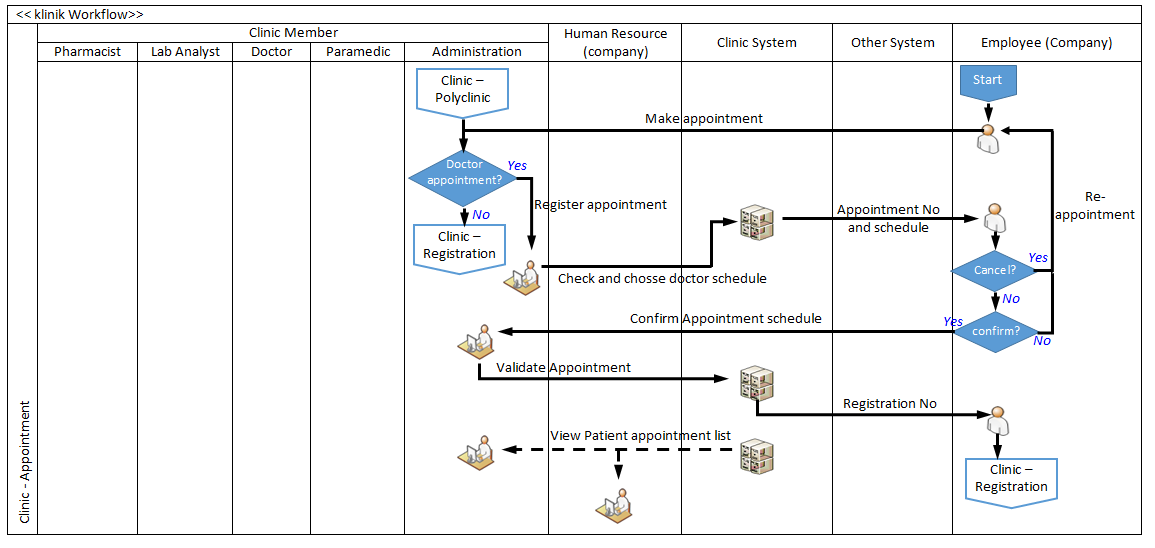 << klinik Workflow>>
Clinic Member
Pharmacist
Lab Analyst
Doctor
Paramedic
Administration
Human Resource
(company)
Clinic System
Other System
Employee (Company)
Clinic –
Polyclinic
Start
Make appointment
Doctor
appointment?
Yes
No
Register appointment
Clinic –
Registration
Check and chosse doctor schedule
Appointment No
and schedule
Re-
appointment
Cancel?
Yes
No
Confirm Appointment schedule
Yes
confirm?
No
Validate Appointment
Registration No
View Patient appointment list
Clinic –
Registration
Clinic - Appointment